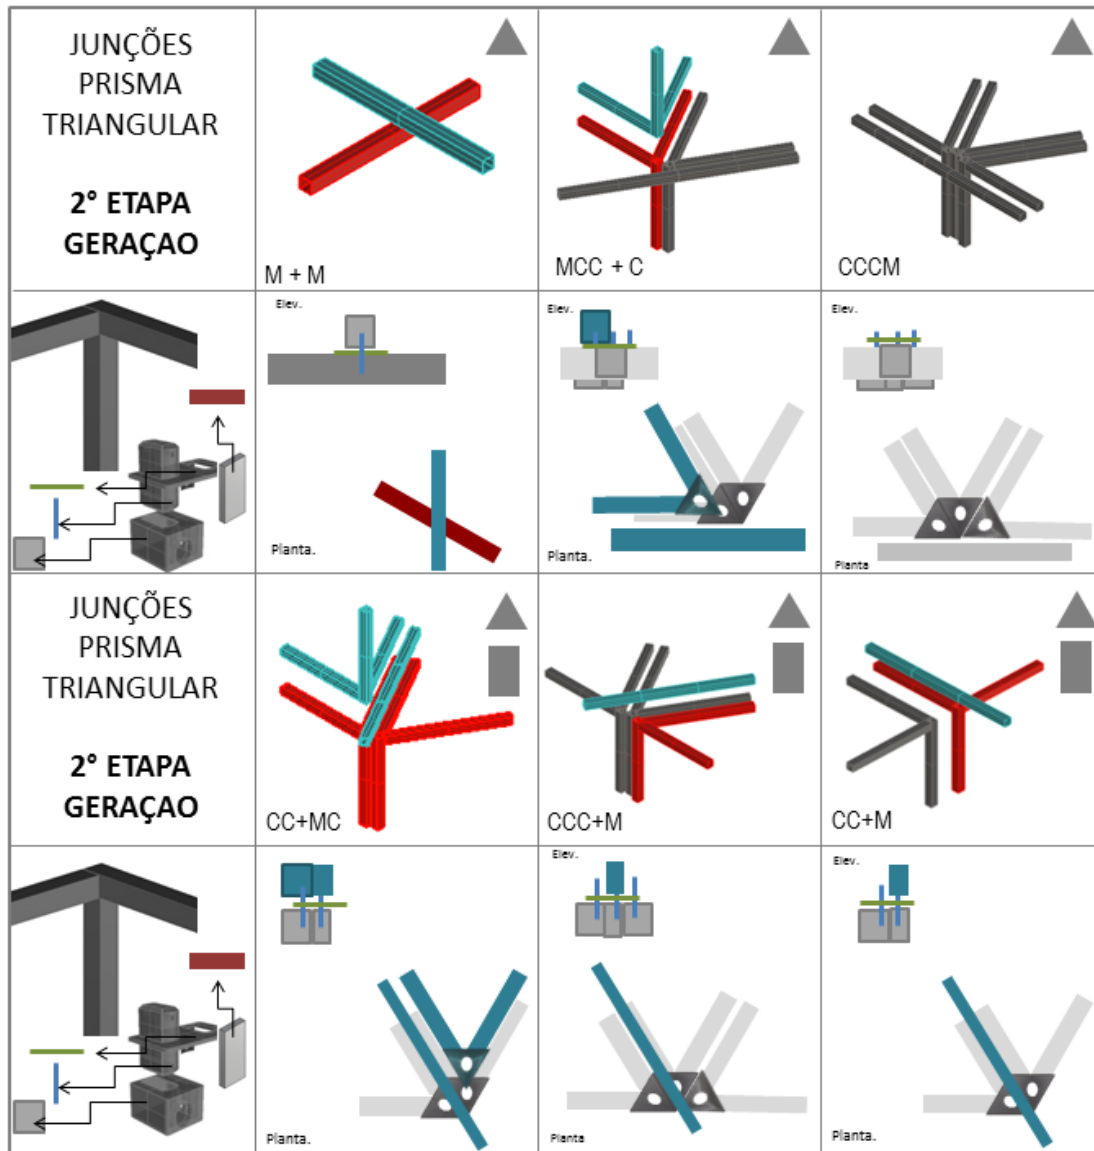 JUNÇÕES
PRISMA
TRIANGULAR
2° ETAPA
GERAÇAO
M + M
MCC + C
CCCM
Elev.
Planta.
Elev.
Elev.
Planta
JUNÇÕES
PRISMA
TRIANGULAR
2° ETAPA
GERAÇAO
CC+MC
CCC+M
CC+M
Planta.
Elev.
Planta
Elev.
Planta.